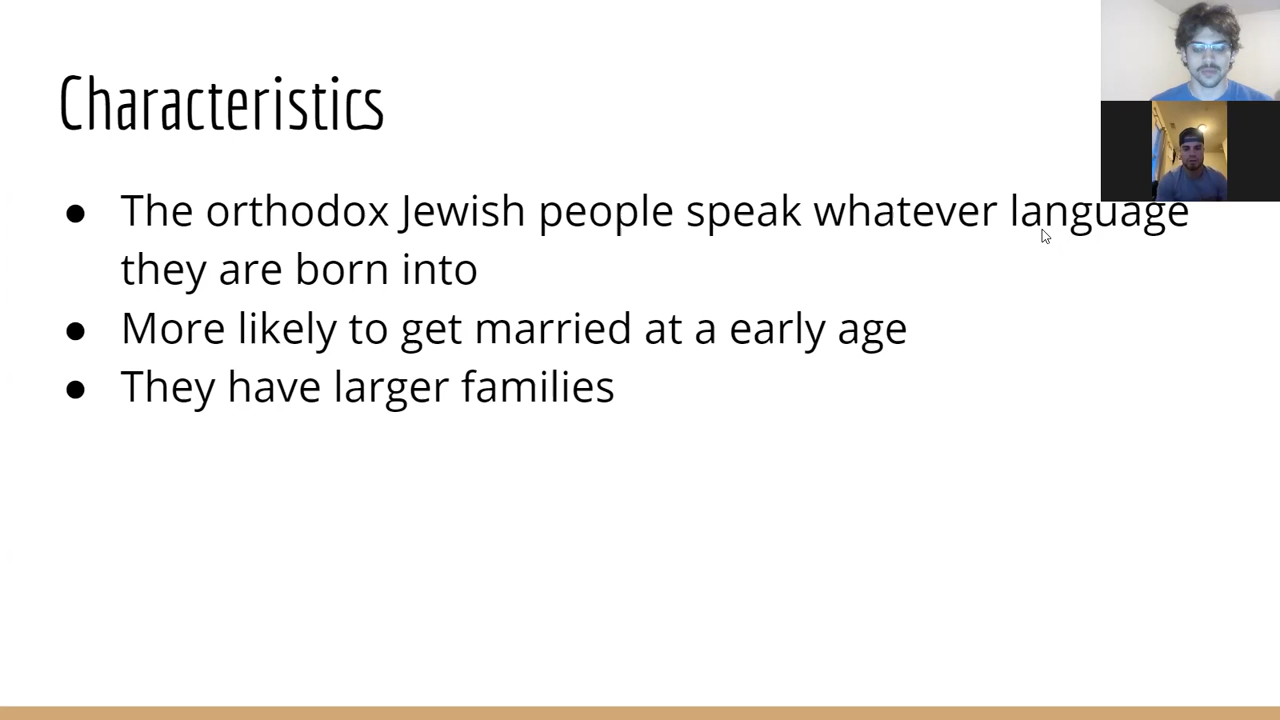 Characteristics
● The orthodox Jewish people speak whatever language
they are born into
● More likely to get married at a early age
● They have larger families